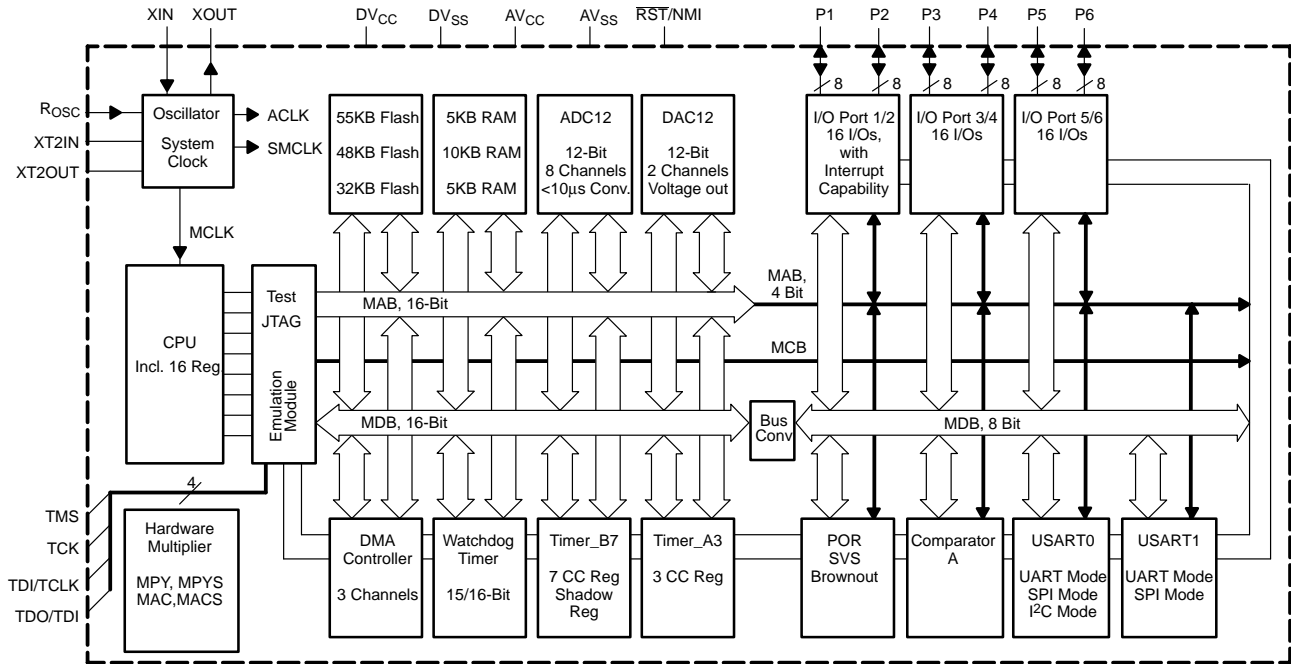 XIN
XOUT
DVCC
DVSS
AVCC
AVSS
RST/NMI
P1
P2
P3
P4
P5
P6
8
8
8
8
8
8
ROSC
XT2IN
XT2OUT
Oscillator
System
Clock
ACLK
SMCLK
MCLK
55KB Flash
48KB Flash
32KB Flash
5KB RAM
10KB RAM
5KB RAM
ADC12
12-Bit
8 Channels
<10μs Conv.
DAC12
12-Bit
2 Channels
Voltage out
I/O Port 1/2
16 I/Os,
with
Interrupt
Capability
I/O Port 3/4
16 I/Os
I/O Port 5/6
16 I/Os
CPU
Incl. 16 Reg.
Test
JTAG
Emulation
Module
MAB, 16-Bit
MAB,
4 Bit
MCB
MDB, 16-Bit
Bus
Conv
MDB, 8 Bit
4
TMS
TCK
TDI/TCLK
TDO/TDI
Hardware
Multiplier
MPY, MPYS
MAC,MACS
DMA
Controller
3 Channels
Watchdog
Timer
15/16-Bit
Timer_B7
7 CC Reg
Shadow
Reg
Timer_A3
3 CC Reg
POR
SVS
Brownout
Comparator
A
USART0
UART Mode
SPI Mode
I2C Mode
USART1
UART Mode
SPI Mode